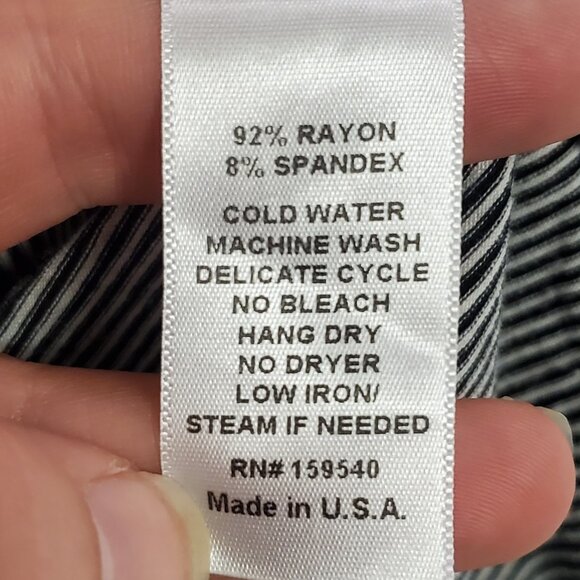 92% RAYON
8% SPANDEX
COLD WATER
MACHINE WASH
DELICATE CYCLE
NO BLEACH
HANG DRY
NO DRYER
LOW IRON/
STEAM IF NEEDED
RN# 159540
Made in U.S.A.